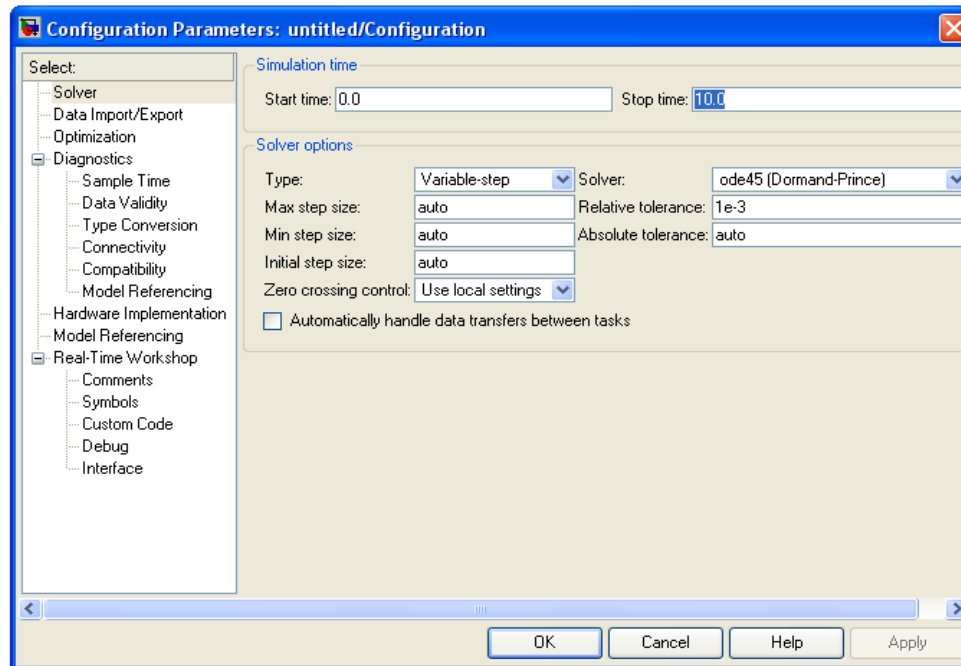 Configuration Parameters: untitled/Configuration
Select:
Solver
Data Import/Export
Optimization
Diagnostics
Sample Time
Data Validity
Type Conversion
Connectivity
Compatibility
Model Referencing
Hardware Implementation
Model Referencing
Real-Time Workshop
Comments
Symbols
Custom Code
Debug
Interface
Simulation time
Start time: 0.0 Stop time: 10.0
Solver options
Type: Variable-step Solver: ode45 (Dormand-Prince)
Max step size: auto Relative tolerance: 1e-3
Min step size: auto Absolute tolerance: auto
Initial step size: auto
Zero crossing control: Use local settings
Automatically handle data transfers between tasks
OK Cancel Help Apply